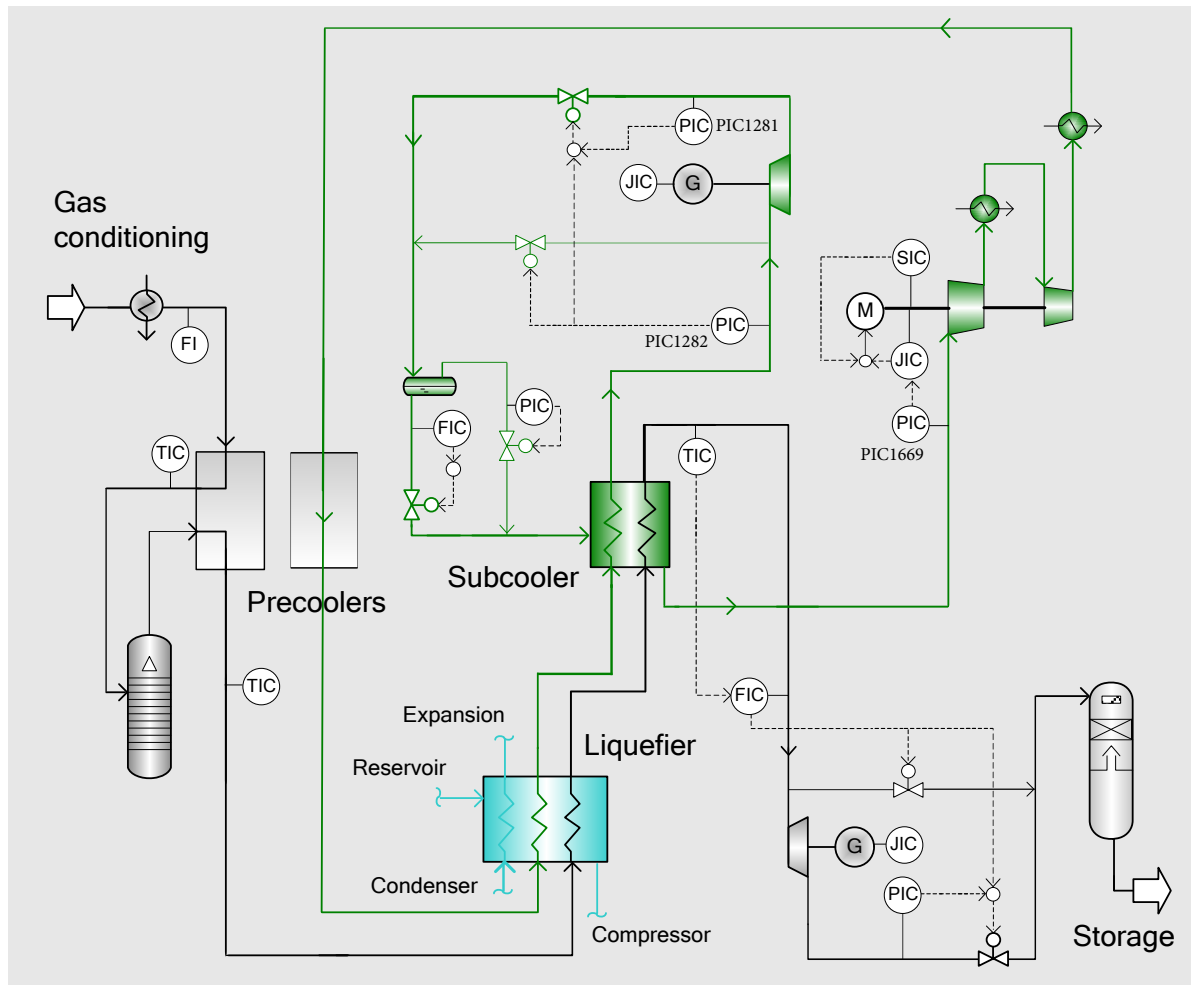 PIC
PIC1281
JIC
G
Gas
conditioning
SIC
FI
M
PIC
PIC1282
JIC
PIC
FIC
PIC
PIC1669
TIC
TIC
Subcooler
Precoolers
TIC
FIC
Expansion
Liquefier
Reservoir
G
JIC
Condenser
PIC
Compressor
Storage